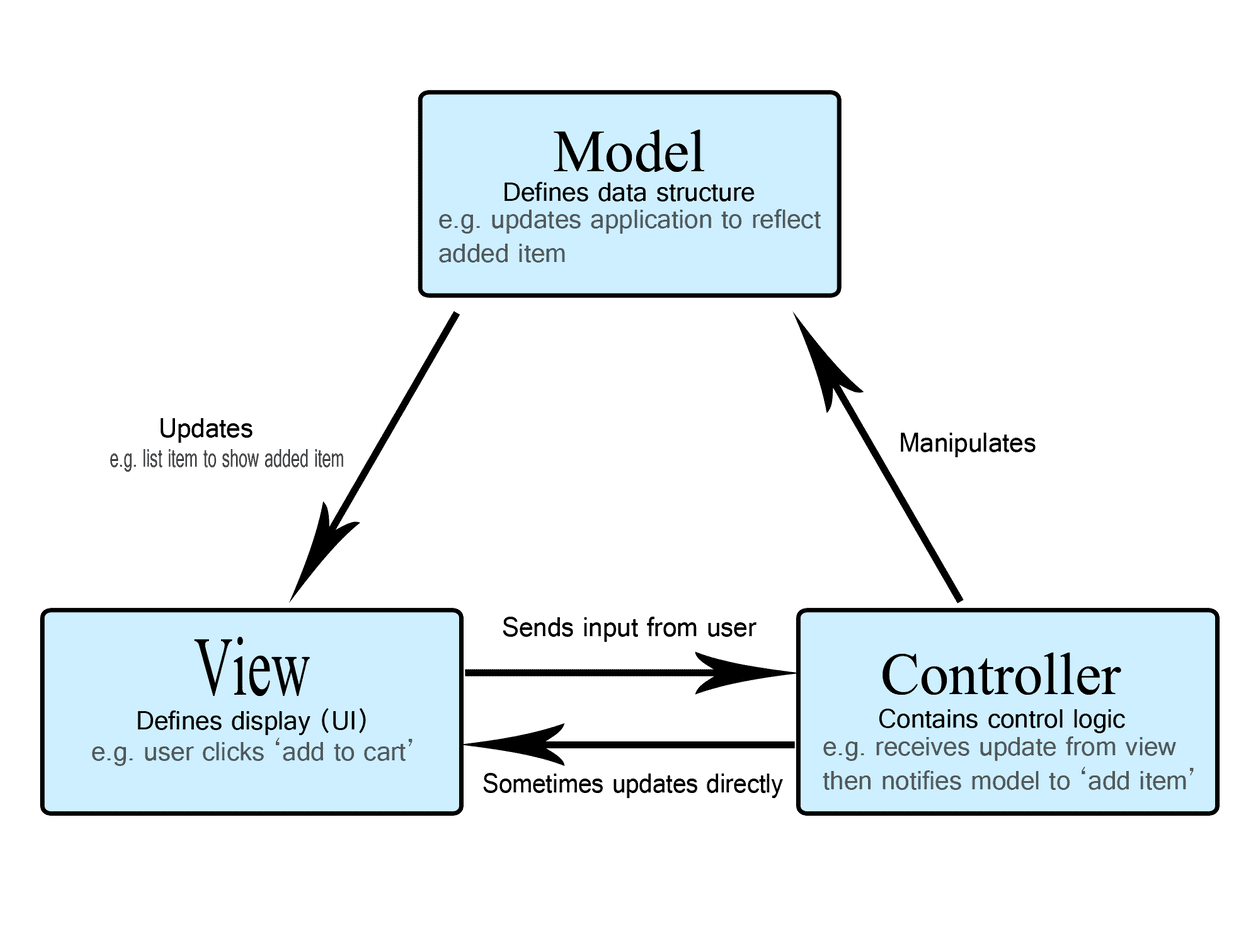 Model
Defines data structure
e.g. updates application to reflect
added item
Updates
e.g. list item to show added item
Manipulates
View
Defines display (UI)
e.g. user clicks ‘add to cart’
Sends input from user
Sometimes updates directly
Controller
Contains control logic
e.g. receives update from view
then notifies model to ‘add item’